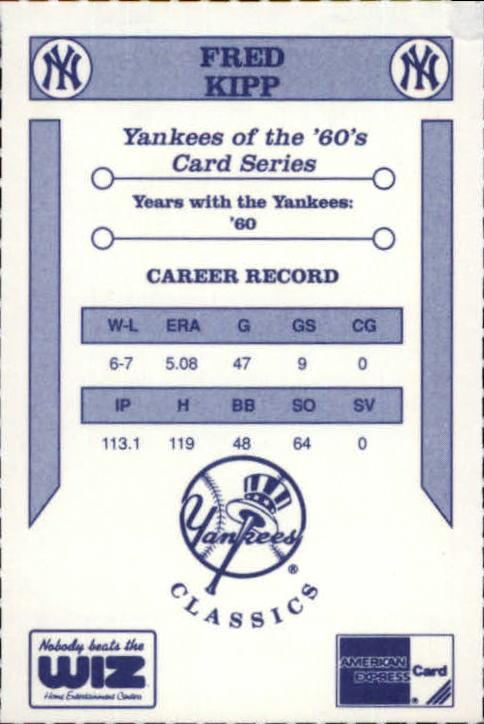 FRED
KIPP
Yankees of the '60's
Card Series
Years with the Yankees:
'60
CAREER RECORD
W-L ERA G GS CG
6-7 5.08 47 9 0
IP H BB SO SV
113.1 119 48 64 0
Yankees
®
CLASSICS
Nobody beats the
WIZ
Home Entertainment Centers
AMERICAN
EXPRESS
®
Card